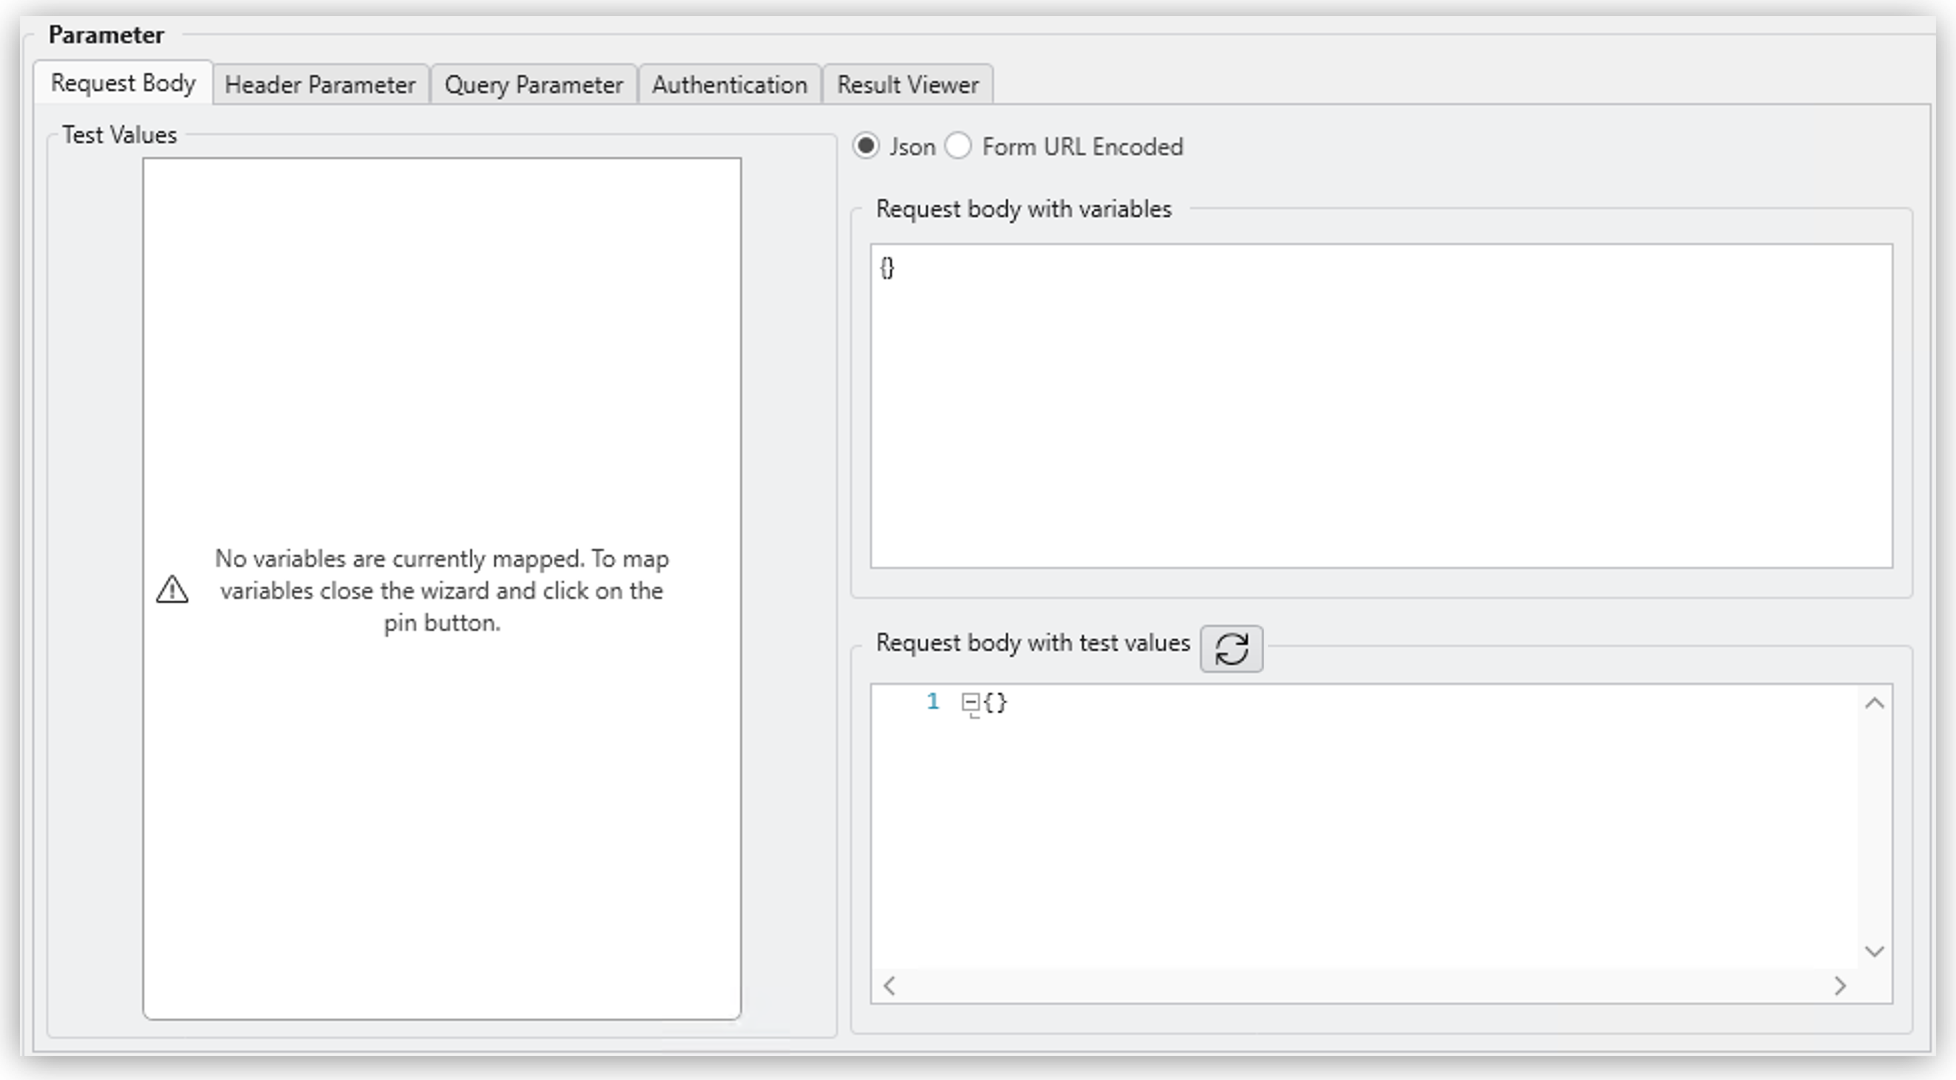 Parameter
Request Body
Header Parameter
Query Parameter
Authentication
Result Viewer
Test Values
No variables are currently mapped. To map
variables close the wizard and click on the
pin button.
Json
Form URL Encoded
Request body with variables
{}
Request body with test values
1 {}